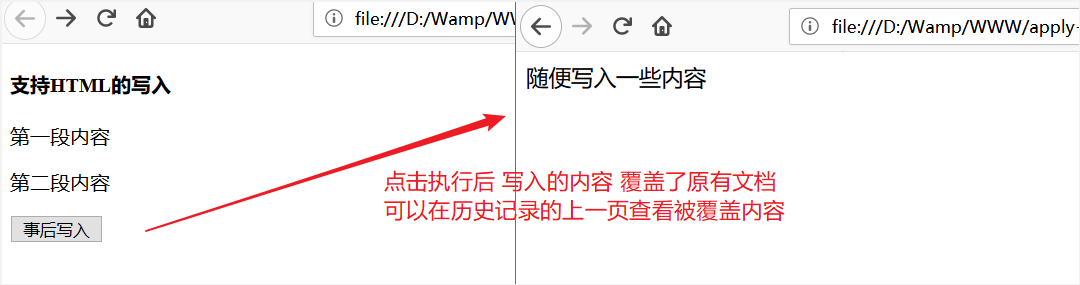 file:///D:/Wamp/WW
支持HTML的写入
第一段内容
第二段内容
事后写入
file:///D:/Wamp/WWW/apply-
随便写入一些内容
点击执行后 写入的内容 覆盖了原有文档
可以在历史记录的上一页查看被覆盖内容